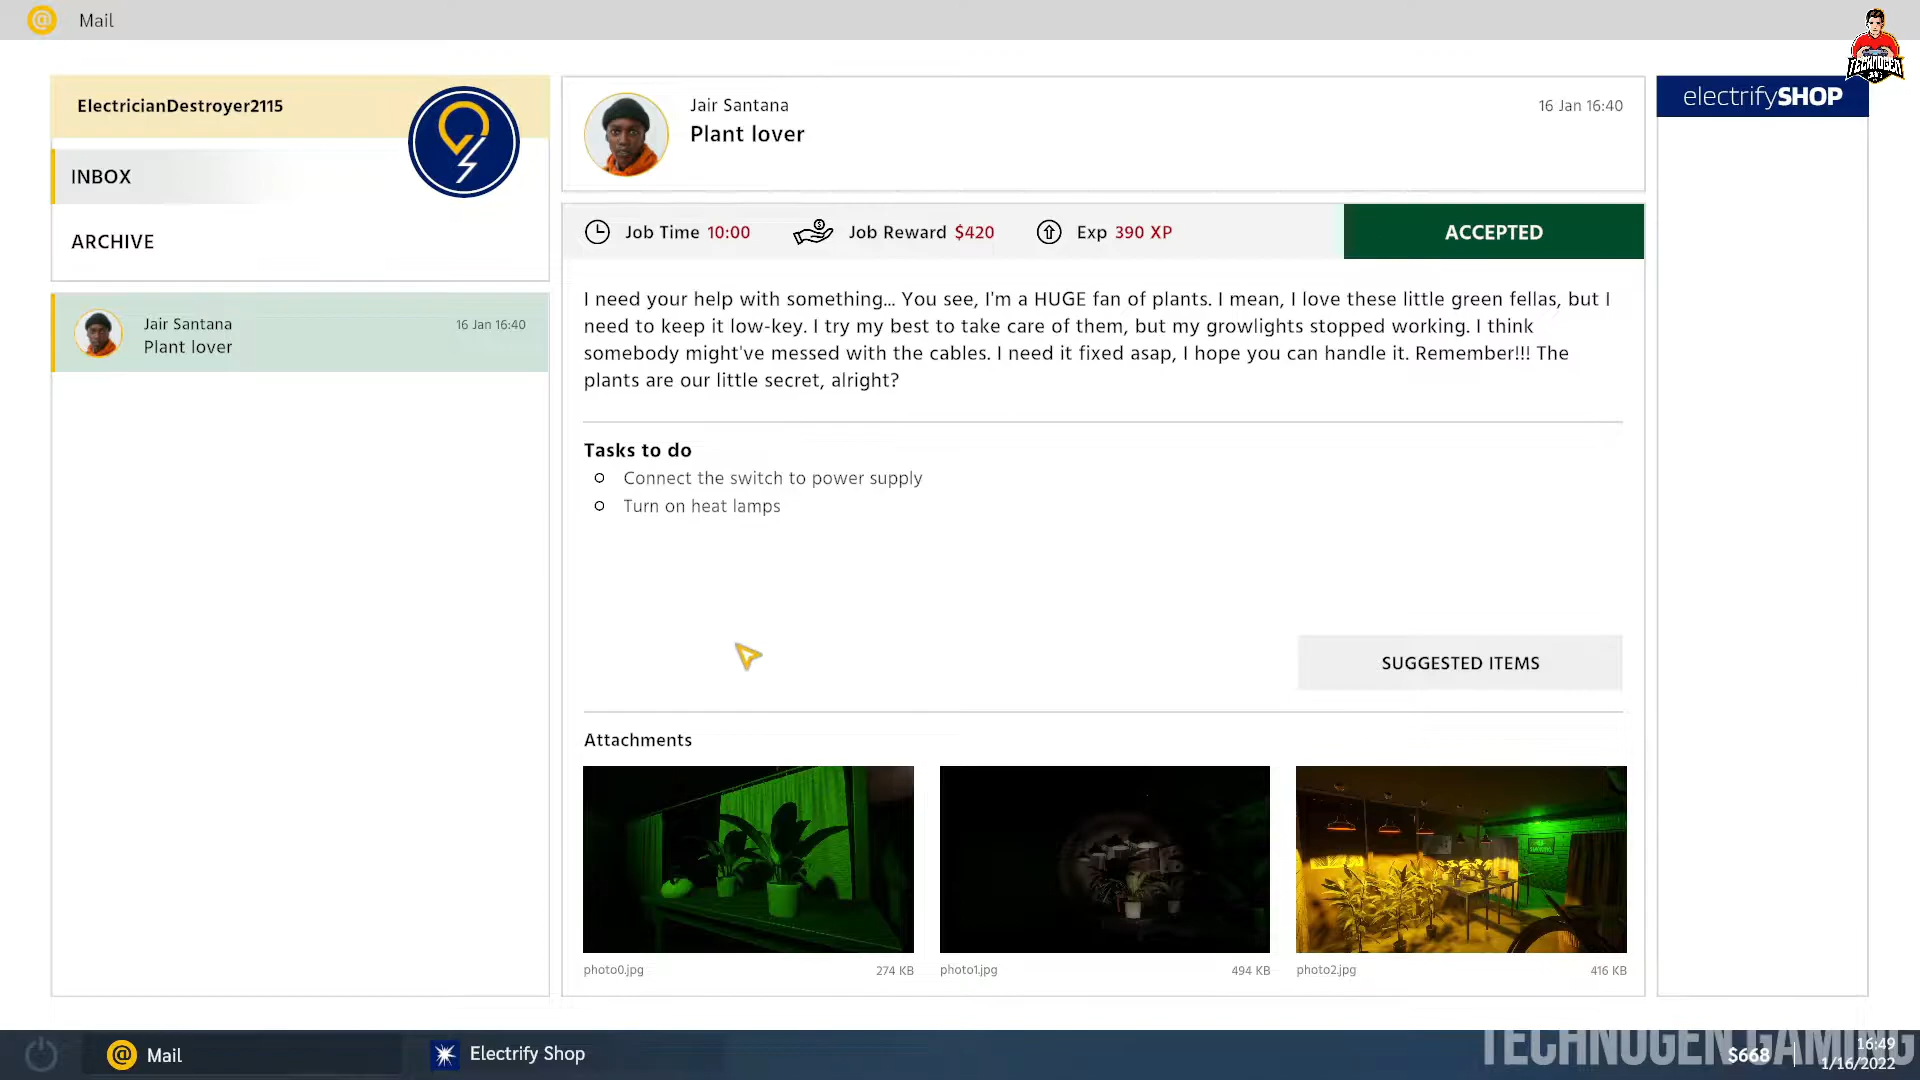 Mail
ElectricianDestroyer2115
INBOX
ARCHIVE
Jair Santana
16 Jan 16:40
Plant lover
Jair Santana
16 Jan 16:40
Plant lover
Job Time 10:00
Job Reward $420
Exp 390 XP
ACCEPTED
I need your help with something... You see, I'm a HUGE fan of plants. I mean, I love these little green fellas, but I
need to keep it low-key. I try my best to take care of them, but my growlights stopped working. I think
somebody might've messed with the cables. I need it fixed asap, I hope you can handle it. Remember!!! The
plants are our little secret, alright?
Tasks to do
Connect the switch to power supply
Turn on heat lamps
SUGGESTED ITEMS
Attachments
photo0.jpg
274 KB
photo1.jpg
494 KB
photo2.jpg
416 KB
electrifySHOP
Mail
Electrify Shop
TECHNOGEN GAMING
$668
16:49
1/16/2022